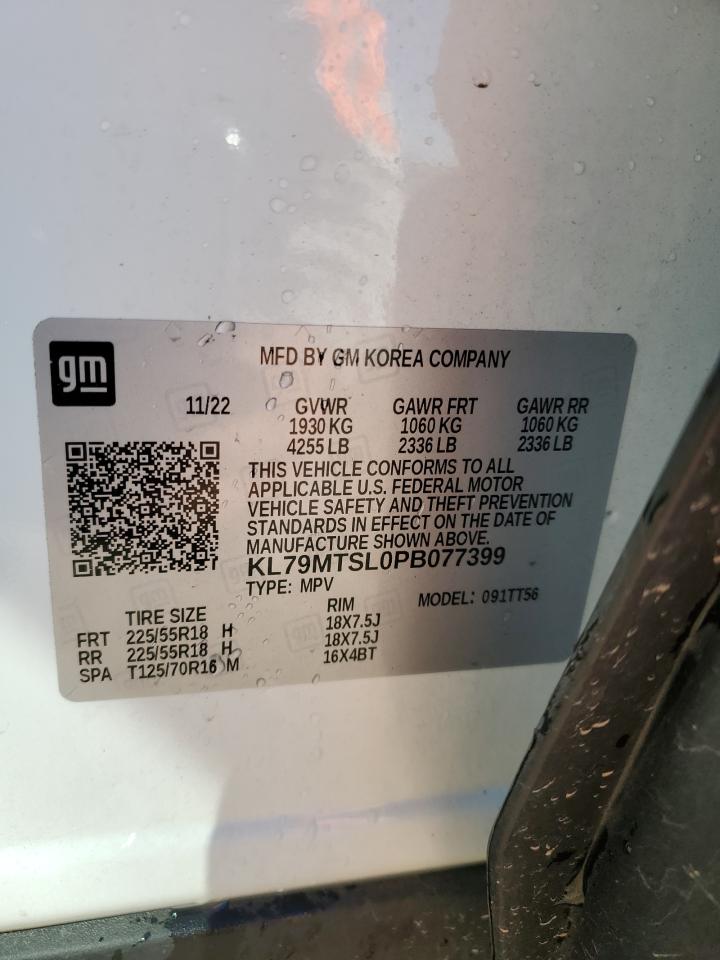 gm
MFD BY GM KOREA COMPANY
11/22 GVWR GAWR FRT GAWR RR
1930 KG 1060 KG 1060 KG
4255 LB 2336 LB 2336 LB
THIS VEHICLE CONFORMS TO ALL
APPLICABLE U.S. FEDERAL MOTOR
VEHICLE SAFETY AND THEFT PREVENTION
STANDARDS IN EFFECT ON THE DATE OF
MANUFACTURE SHOWN ABOVE.
KL79MTSL0PB077399
TYPE: MPV MODEL: 091TT56
TIRE SIZE RIM
FRT 225/55R18 H 18X7.5J
RR 225/55R18 H 18X7.5J
SPA T125/70R16 M 16X4BT